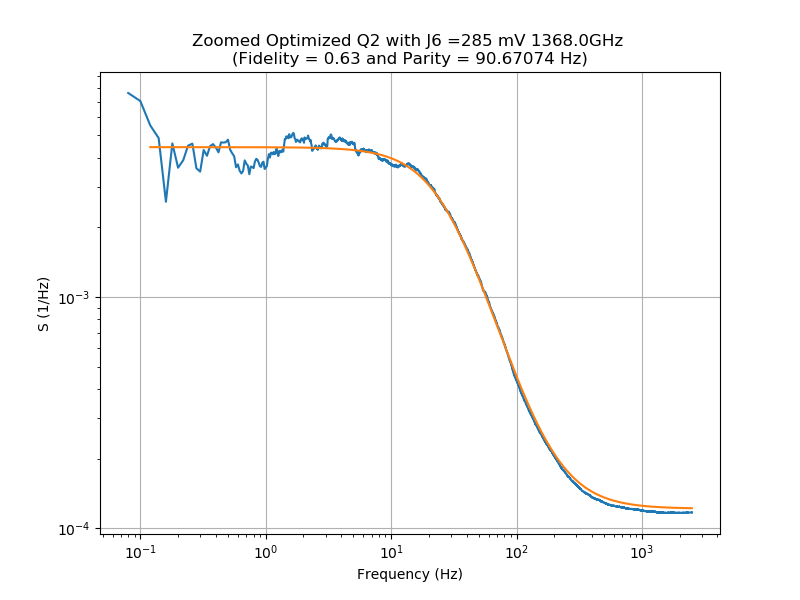 Zoomed Optimized Q2 with J6 =285 mV 1368.0GHz
(Fidelity = 0.63 and Parity = 90.67074 Hz)
S (1/Hz)
10⁻³
10⁻⁴
10⁻¹ 10⁰ 10¹ 10² 10³
Frequency (Hz)